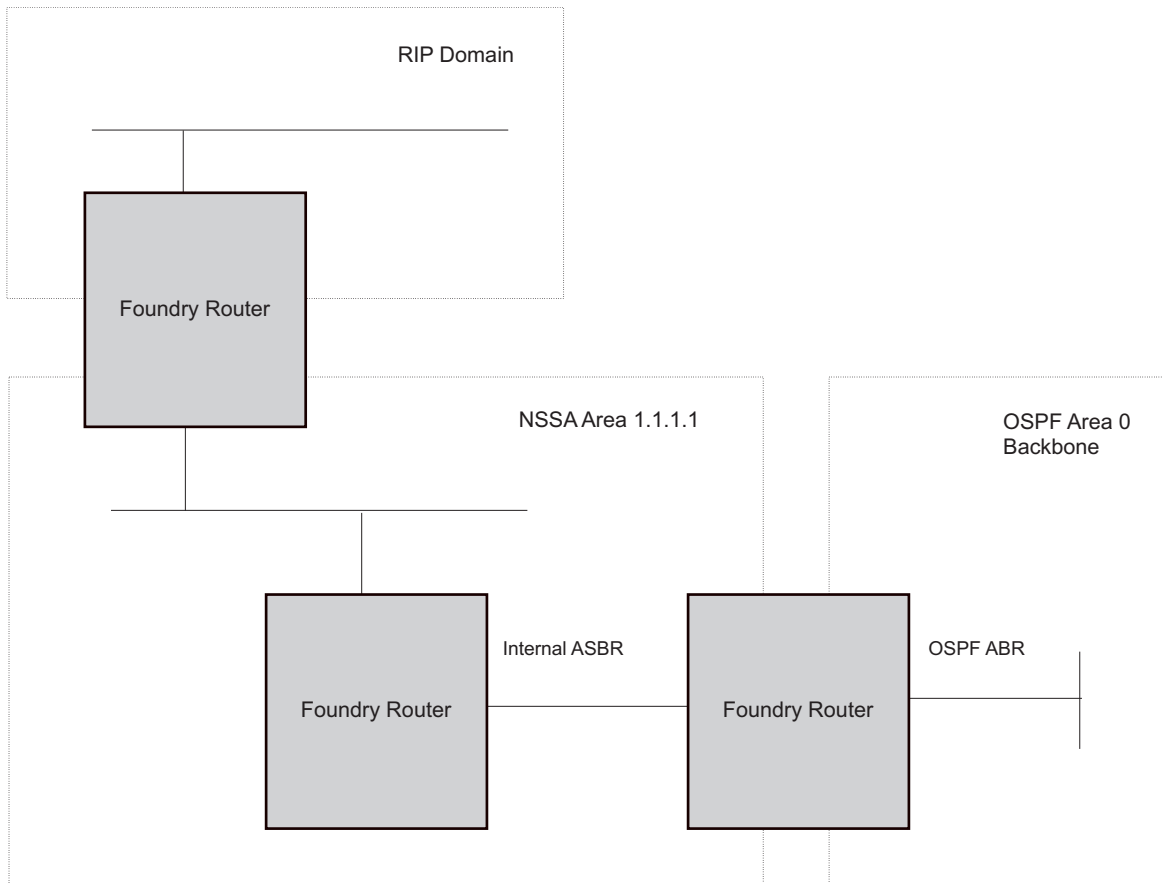 RIP Domain
Foundry Router
NSSA Area 1.1.1.1
OSPF Area 0
Backbone
Internal ASBR
OSPF ABR
Foundry Router
Foundry Router